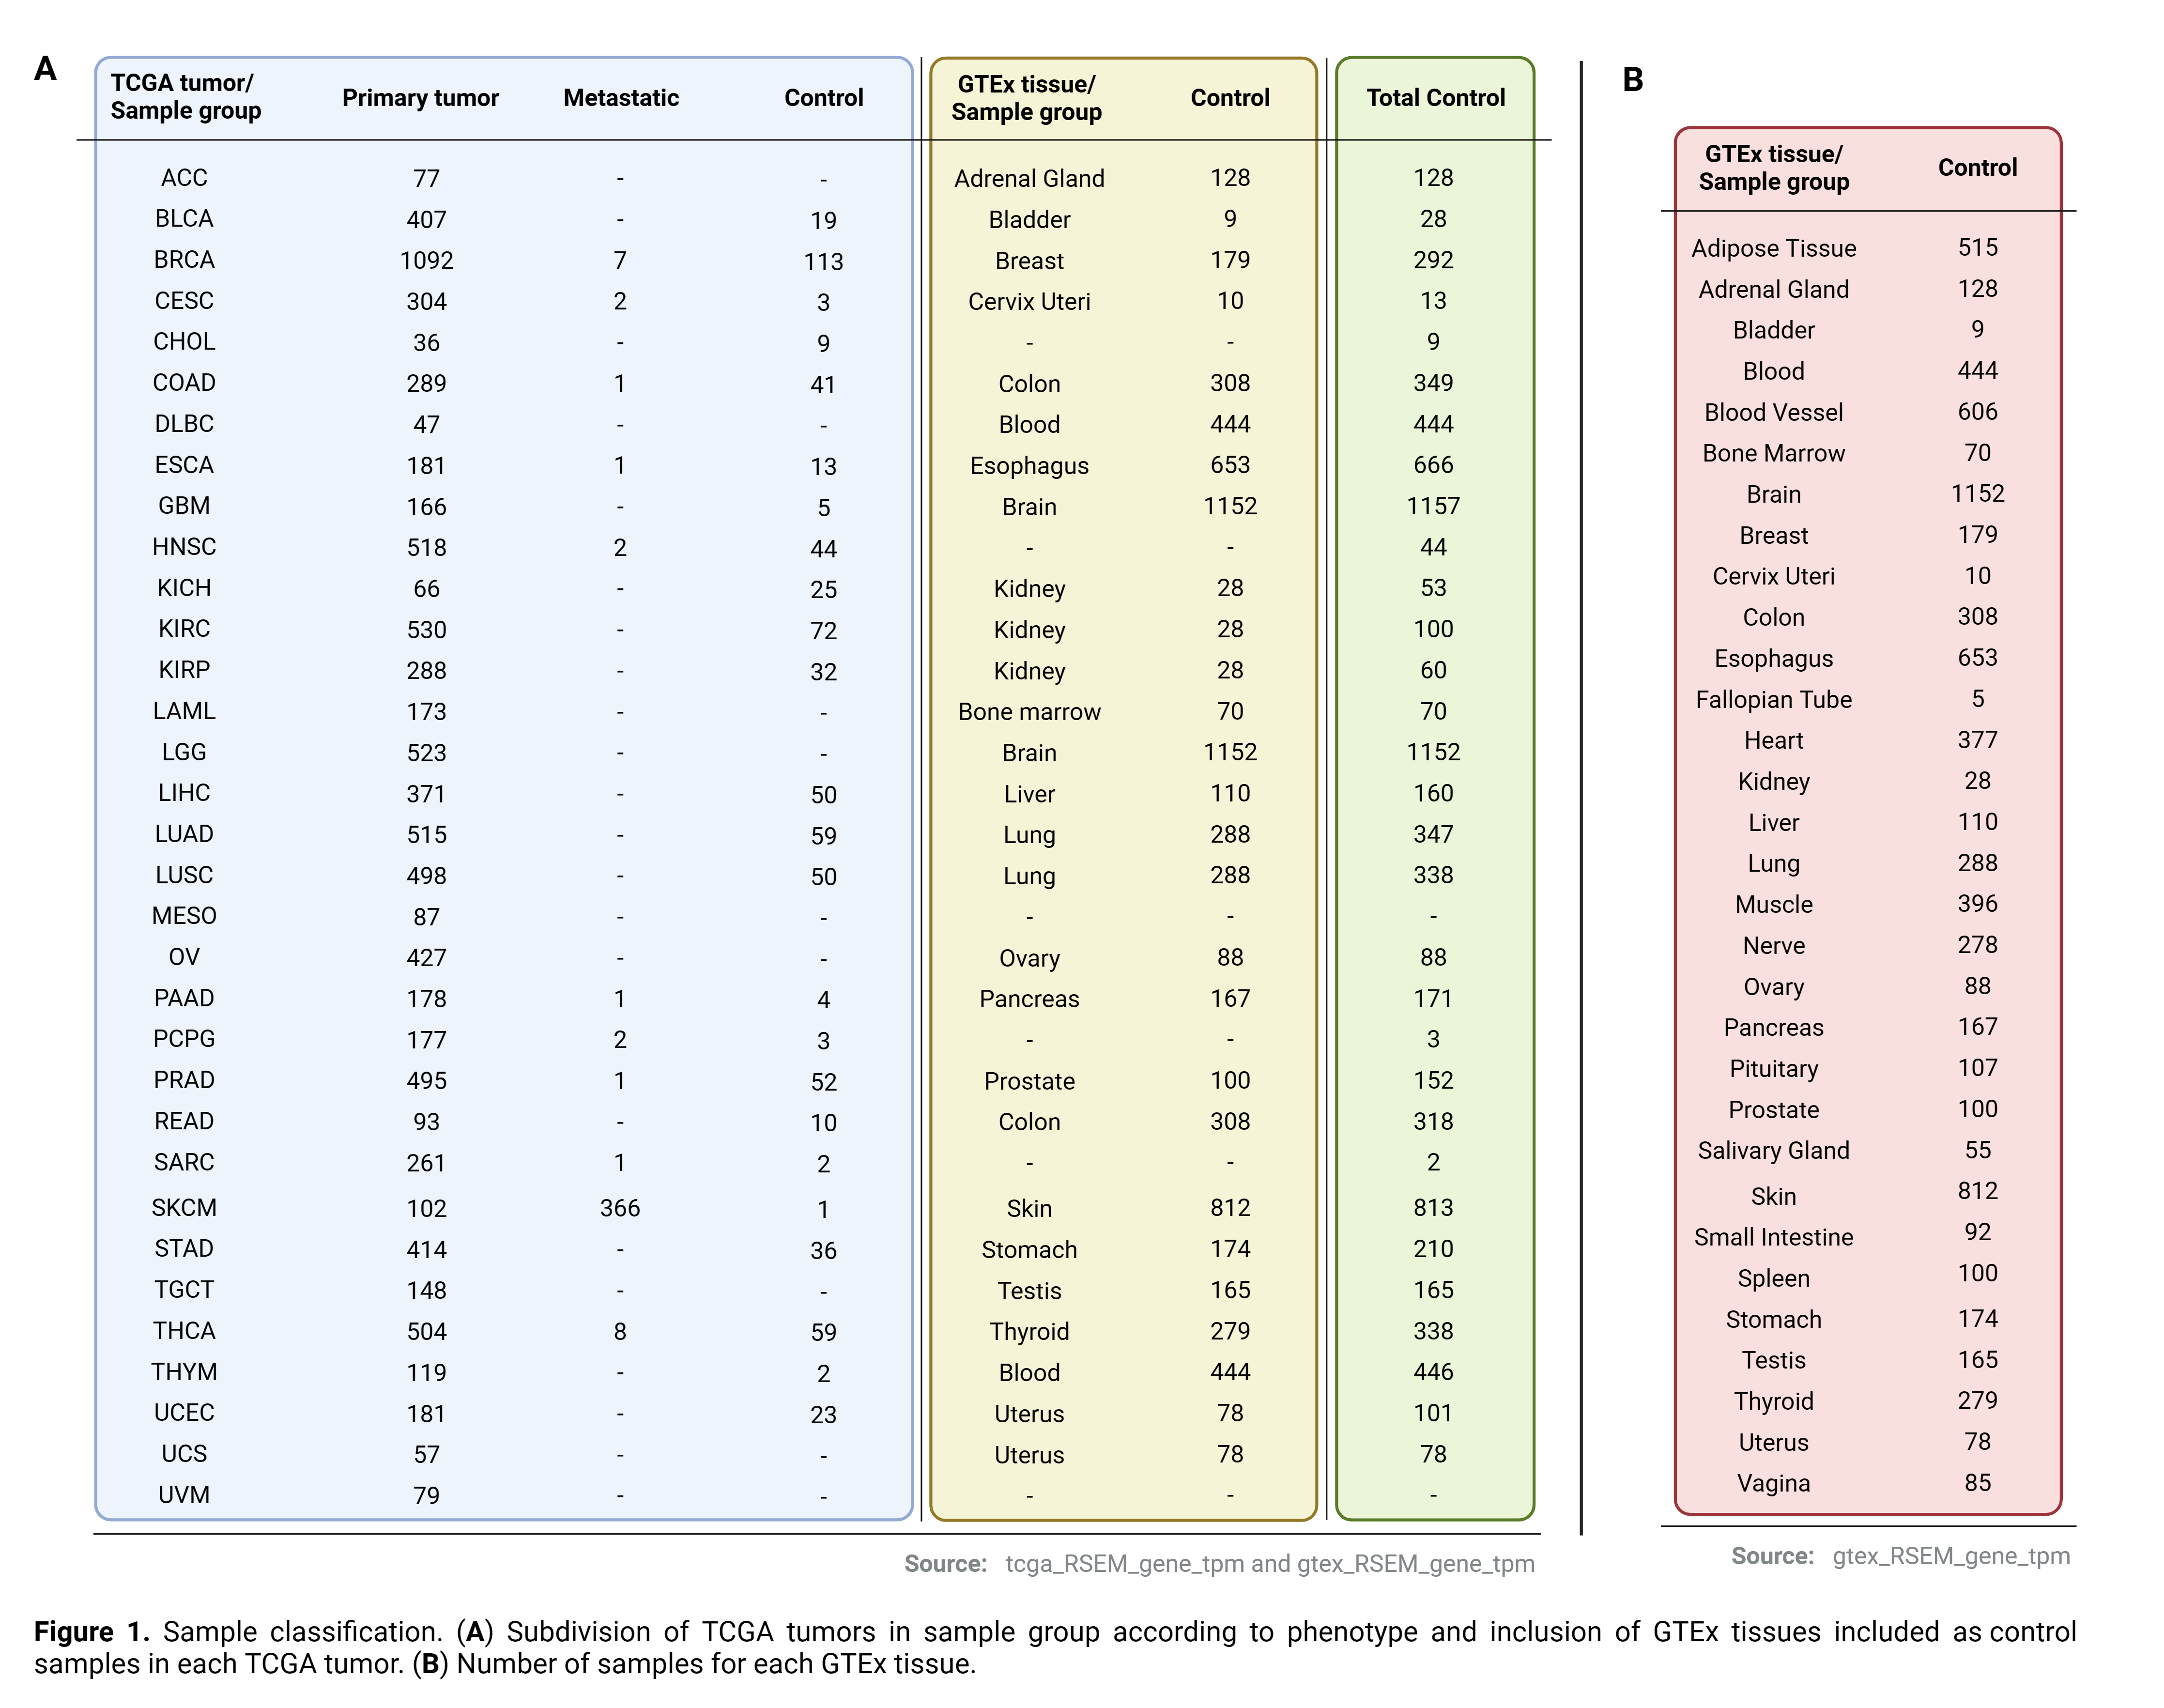 A
TCGA tumor/ Sample group Primary tumor Metastatic Control GTEx tissue/ Sample group Control Total Control
ACC 77 - - Adrenal Gland 128 128
BLCA 407 - 19 Bladder 9 28
BRCA 1092 7 113 Breast 179 292
CESC 304 2 3 Cervix Uteri 10 13
CHOL 36 - 9 - - 9
COAD 289 1 41 Colon 308 349
DLBC 47 - - Blood 444 444
ESCA 181 1 13 Esophagus 653 666
GBM 166 - 5 Brain 1152 1157
HNSC 518 2 44 - - 44
KICH 66 - 25 Kidney 28 53
KIRC 530 - 72 Kidney 28 100
KIRP 288 - 32 Kidney 28 60
LAML 173 - - Bone marrow 70 70
LGG 523 - - Brain 1152 1152
LIHC 371 - 50 Liver 110 160
LUAD 515 - 59 Lung 288 347
LUSC 498 - 50 Lung 288 338
MESO 87 - - - - -
OV 427 - - Ovary 88 88
PAAD 178 1 4 Pancreas 167 171
PCPG 177 2 3 - - 3
PRAD 495 1 52 Prostate 100 152
READ 93 - 10 Colon 308 318
SARC 261 1 2 - - 2
SKCM 102 366 1 Skin 812 813
STAD 414 - 36 Stomach 174 210
TGCT 148 - - Testis 165 165
THCA 504 8 59 Thyroid 279 338
THYM 119 - 2 Blood 444 446
UCEC 181 - 23 Uterus 78 101
UCS 57 - - Uterus 78 78
UVM 79 - - - - -
Source: tcga_RSEM_gene_tpm and gtex_RSEM_gene_tpm
B
GTEx tissue/ Sample group Control
Adipose Tissue 515
Adrenal Gland 128
Bladder 9
Blood 444
Blood Vessel 606
Bone Marrow 70
Brain 1152
Breast 179
Cervix Uteri 10
Colon 308
Esophagus 653
Fallopian Tube 5
Heart 377
Kidney 28
Liver 110
Lung 288
Muscle 396
Nerve 278
Ovary 88
Pancreas 167
Pituitary 107
Prostate 100
Salivary Gland 55
Skin 812
Small Intestine 92
Spleen 100
Stomach 174
Testis 165
Thyroid 279
Uterus 78
Vagina 85
Source: gtex_RSEM_gene_tpm
Figure 1. Sample classification. (A) Subdivision of TCGA tumors in sample group according to phenotype and inclusion of GTEx tissues included as control
samples in each TCGA tumor. (B) Number of samples for each GTEx tissue.